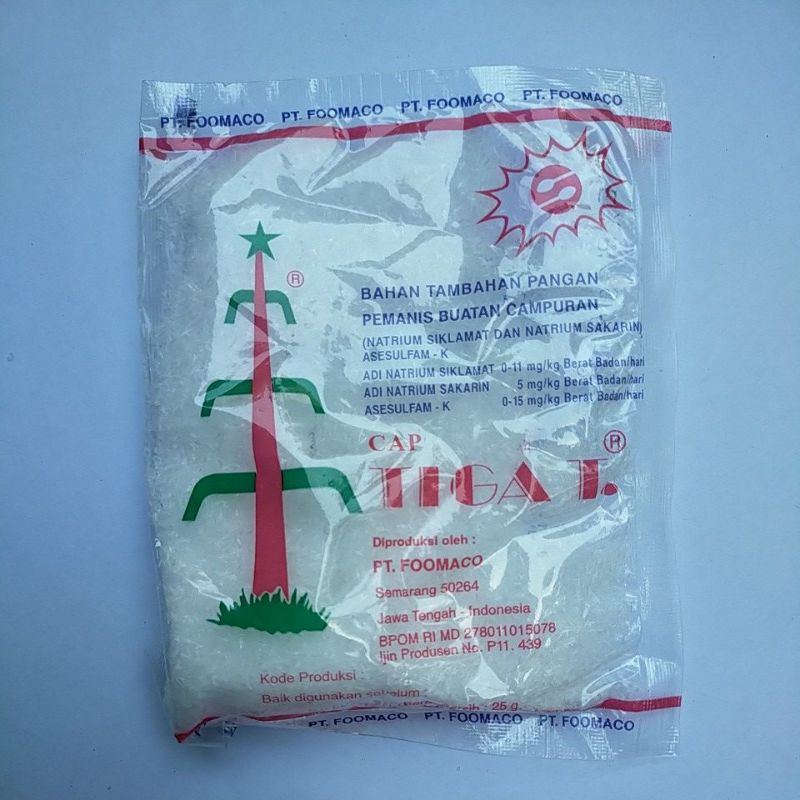 PT. FOOMACO PT. FOOMACO PT. FOOMACO PT. FOOMACO
S
®
BAHAN TAMBAHAN PANGAN
PEMANIS BUATAN CAMPURAN
(NATRIUM SIKLAMAT DAN NATRIUM SAKARIN)
ASESULFAM - K
ADI NATRIUM SIKLAMAT 0-11 mg/kg Berat Badan/hari
ADI NATRIUM SAKARIN 5 mg/kg Berat Badan/hari
ASESULFAM - K 0-15 mg/kg Berat Badan/hari
CAP
TIGA T. ®
Diproduksi oleh :
PT. FOOMACO
Semarang 50264
Jawa Tengah - Indonesia
BPOM RI MD 278011015078
Ijin Produsen No. P11. 439
Kode Produksi :
Baik digunakan sebelum :
: 25 g.
PT. FOOMACO PT. FOOMACO PT. FOOMACO